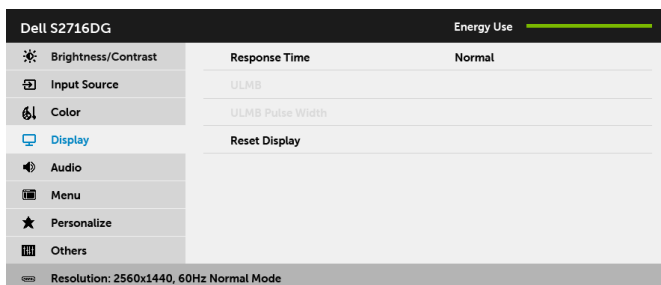 Dell S2716DG Energy Use
Brightness/Contrast Response Time Normal
Input Source ULMB
Color ULMB Pulse Width
Display Reset Display
Audio
Menu
Personalize
Others
Resolution: 2560x1440, 60Hz Normal Mode